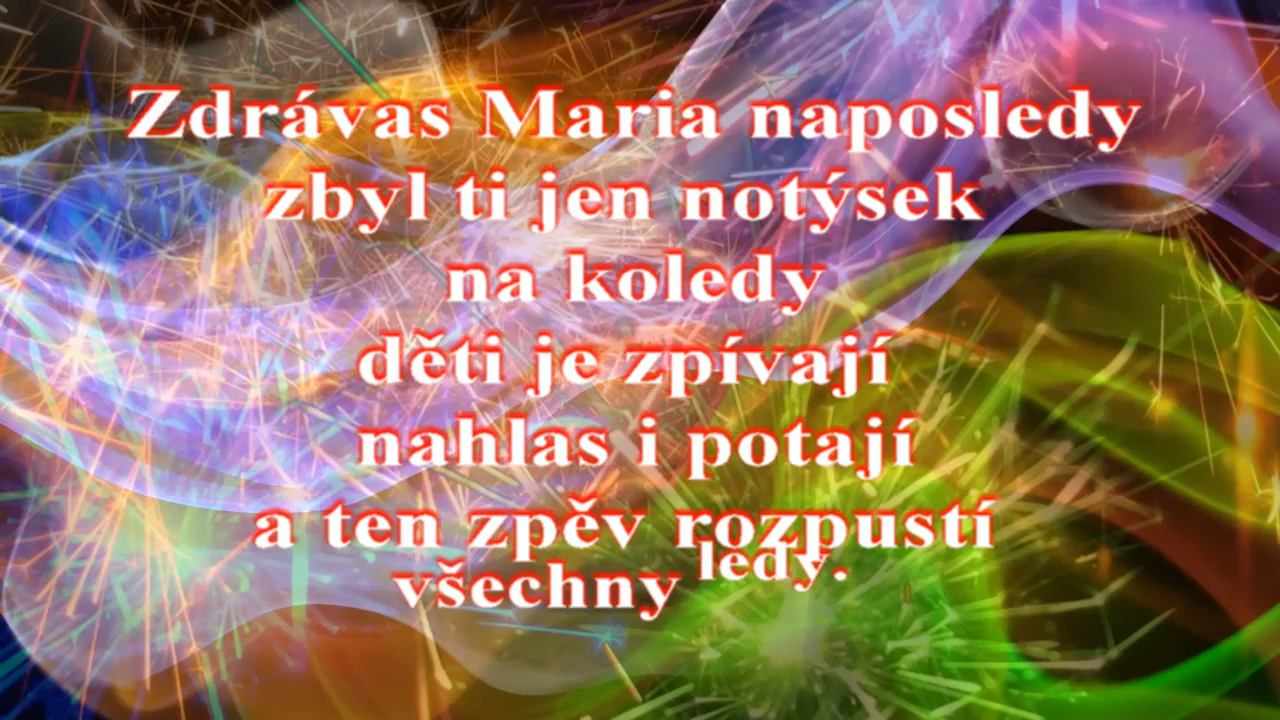 Zdrávas Maria naposledy
zbyl ti jen notýsek
na koledy
děti je zpívají
nahlas i potají
a ten zpěv rozpustí
všechny ledy.